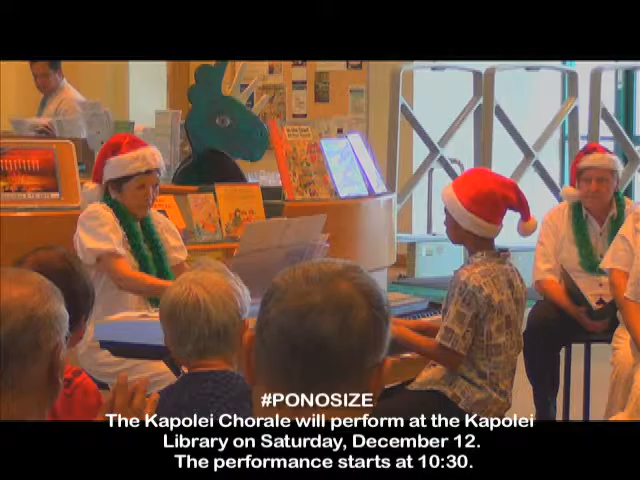 #PONOSIZE
The Kapolei Chorale will perform at the Kapolei
Library on Saturday, December 12.
The performance starts at 10:30.